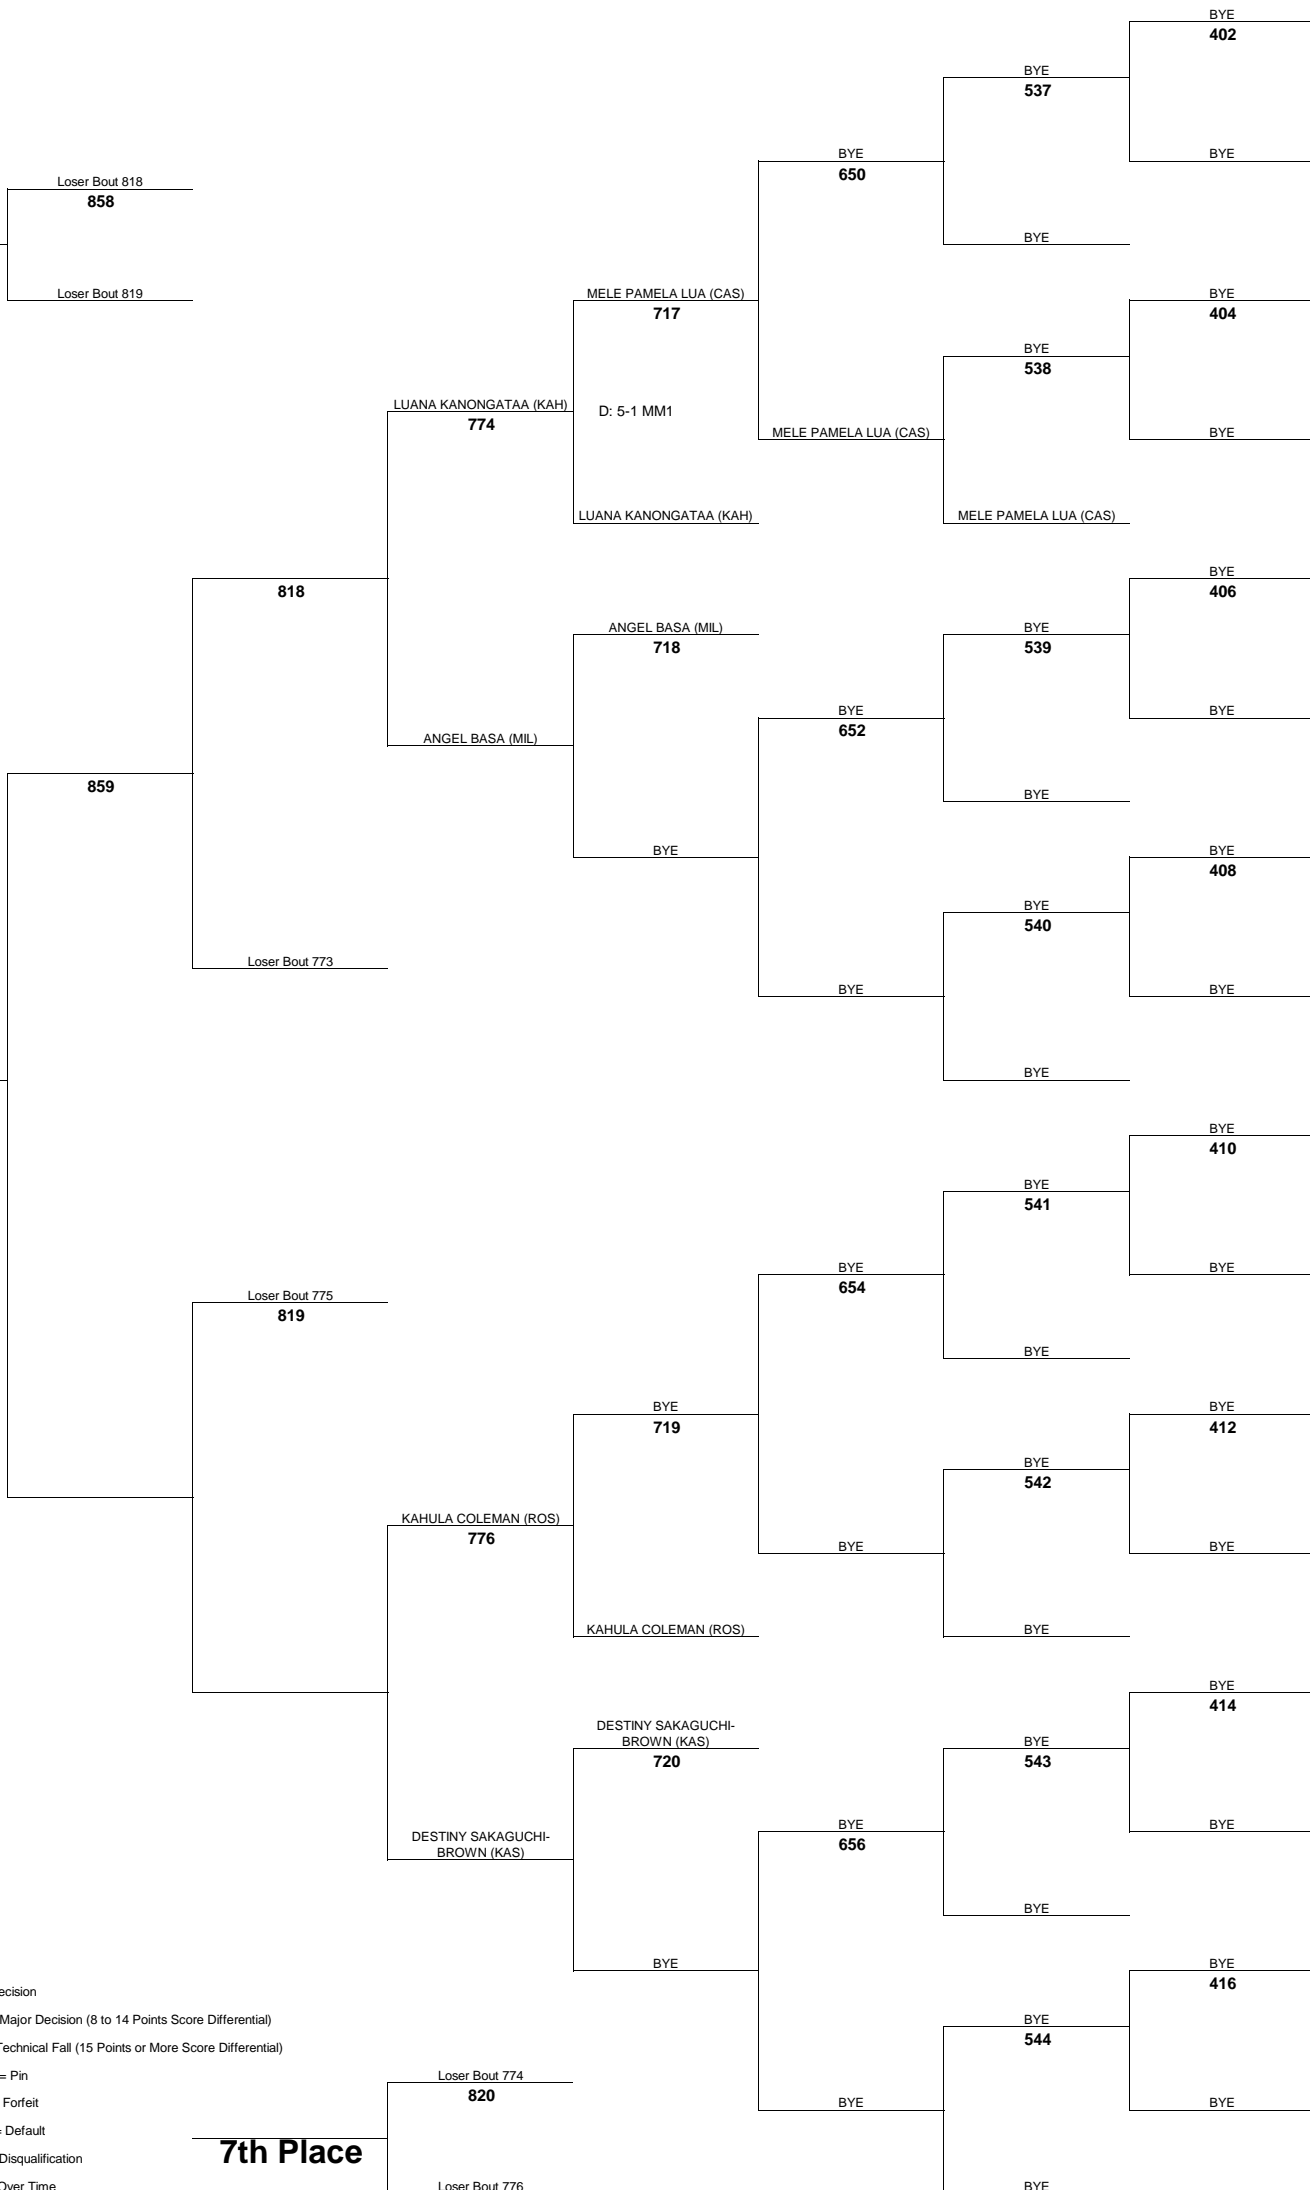 BYE
402
BYE
537
BYE
650
BYE
Loser Bout 818
858
BYE
Loser Bout 819
MELE PAMELA LUA (CAS)
717
BYE
404
BYE
538
LUANA KANONGATAA (KAH)
774
D: 5-1 MM1
MELE PAMELA LUA (CAS)
BYE
LUANA KANONGATAA (KAH)
MELE PAMELA LUA (CAS)
BYE
406
818
ANGEL BASA (MIL)
718
BYE
539
BYE
652
BYE
ANGEL BASA (MIL)
859
BYE
BYE
BYE
408
BYE
540
Loser Bout 773
BYE
BYE
BYE
BYE
410
BYE
541
BYE
654
BYE
Loser Bout 775
819
BYE
BYE
719
BYE
412
BYE
542
KAHULA COLEMAN (ROS)
776
BYE
BYE
KAHULA COLEMAN (ROS)
BYE
BYE
414
DESTINY SAKAGUCHI-
BROWN (KAS)
720
BYE
543
DESTINY SAKAGUCHI-
BROWN (KAS)
BYE
656
BYE
BYE
BYE
BYE
416
ecision
Major Decision (8 to 14 Points Score Differential)
BYE
544
Technical Fall (15 Points or More Score Differential)
= Pin
Loser Bout 774
820
Forfeit
BYE
BYE
= Default
7th Place
Disqualification
Over Time
Loser Bout 776
BYE